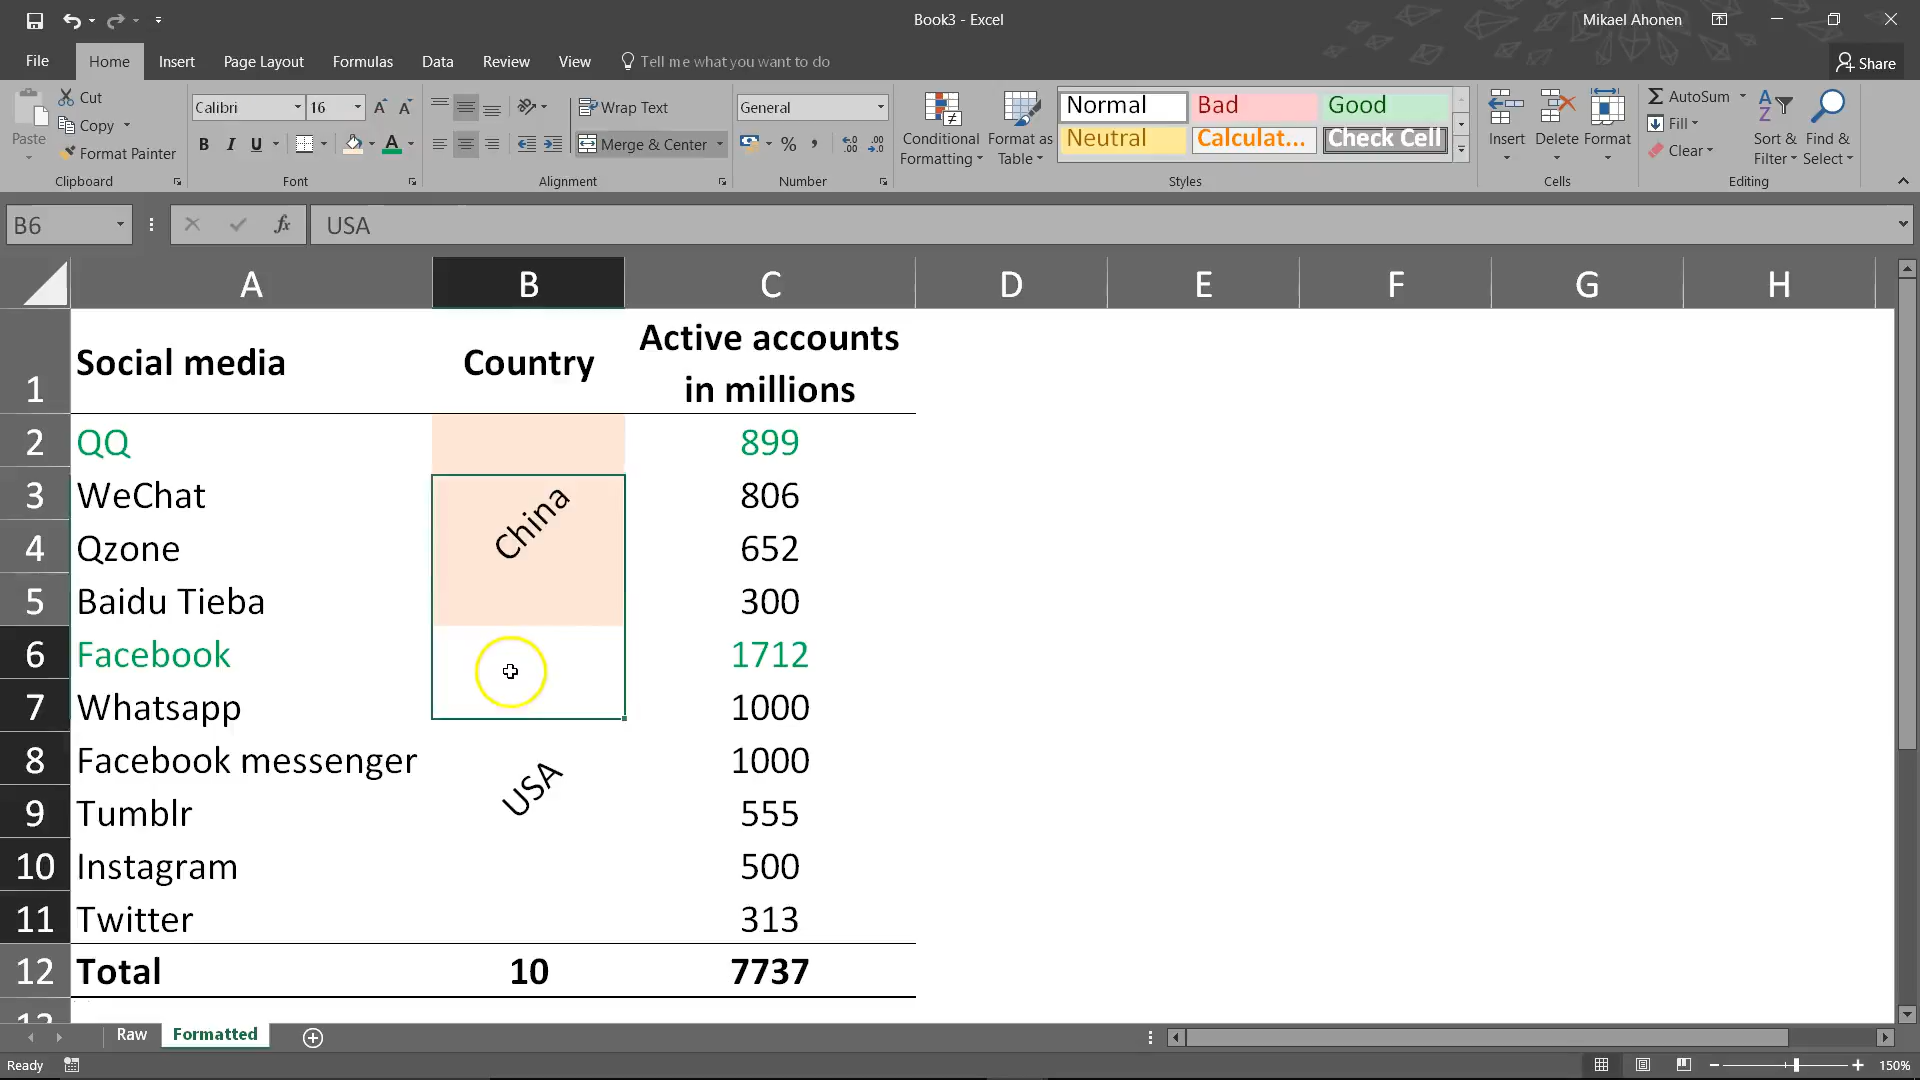 Book3 - Excel
Mikael Ahonen
File Home Insert Page Layout Formulas Data Review View Tell me what you want to do Share
Paste
Cut
Copy
Format Painter
Clipboard
Calibri 16
B I U A
Font
Wrap Text
Merge & Center
Alignment
General
%
Number
Conditional Formatting
Format as Table
Normal Bad Good
Neutral Calculat... Check Cell
Styles
Insert Delete Format
Cells
AutoSum
Fill
Clear
Sort & Filter
Find & Select
Editing
B6 fx USA
A B C D E F G H
1 Social media Country Active accounts in millions
2 QQ 899
3 WeChat China 806
4 Qzone 652
5 Baidu Tieba 300
6 Facebook 1712
7 Whatsapp 1000
8 Facebook messenger USA 1000
9 Tumblr 555
10 Instagram 500
11 Twitter 313
12 Total 10 7737
Raw Formatted
Ready 150%